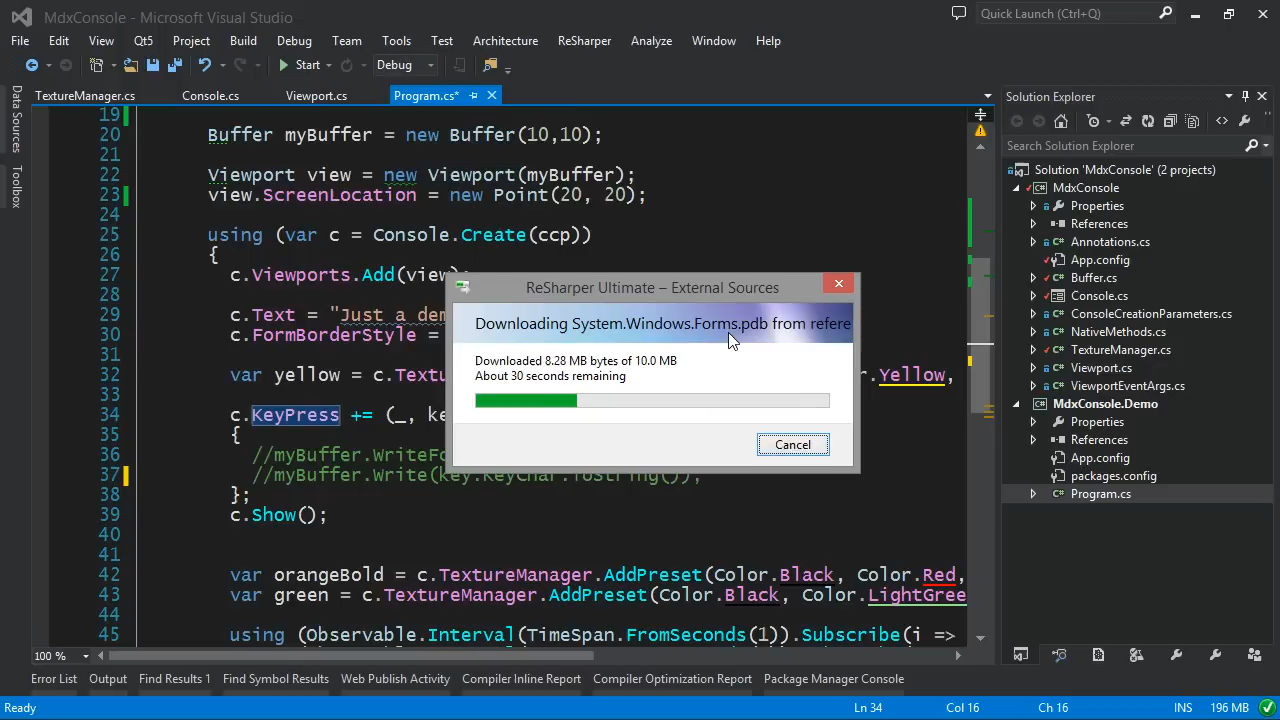 MdxConsole - Microsoft Visual Studio
Quick Launch (Ctrl+Q)
File Edit View Qt5 Project Build Debug Team Tools Test Architecture ReSharper Analyze Window Help
Start Debug
TextureManager.cs Console.cs Viewport.cs Program.cs*
Data Sources
Toolbox
19
20 Buffer myBuffer = new Buffer(10,10);
21
22 Viewport view = new Viewport(myBuffer);
23 view.ScreenLocation = new Point(20, 20);
24
25 using (var c = Console.Create(ccp))
26 {
27 c.Viewports.Add(view);
28
29 c.Text = "Just a dem
30 c.FormBorderStyle =
31
32 var yellow = c.Textu r.Yellow,
33
34 c.KeyPress += (_, ke
35 {
36 //myBuffer.WriteFo
37 //myBuffer.Write(key.KeyChar.ToString());
38 };
39 c.Show();
40
41
42 var orangeBold = c.TextureManager.AddPreset(Color.Black, Color.Red,
43 var green = c.TextureManager.AddPreset(Color.Black, Color.LightGree
44
45 using (Observable.Interval(TimeSpan.FromSeconds(1)).Subscribe(i =>
ReSharper Ultimate – External Sources
Downloading System.Windows.Forms.pdb from refere
Downloaded 8.28 MB bytes of 10.0 MB
About 30 seconds remaining
Cancel
Solution Explorer
Search Solution Explorer
Solution 'MdxConsole' (2 projects)
MdxConsole
Properties
References
Annotations.cs
App.config
Buffer.cs
Console.cs
ConsoleCreationParameters.cs
NativeMethods.cs
TextureManager.cs
Viewport.cs
ViewportEventArgs.cs
MdxConsole.Demo
Properties
References
App.config
packages.config
Program.cs
100 %
Error List Output Find Results 1 Find Symbol Results Web Publish Activity Compiler Inline Report Compiler Optimization Report Package Manager Console
Ready Ln 34 Col 16 Ch 16 INS 196 MB